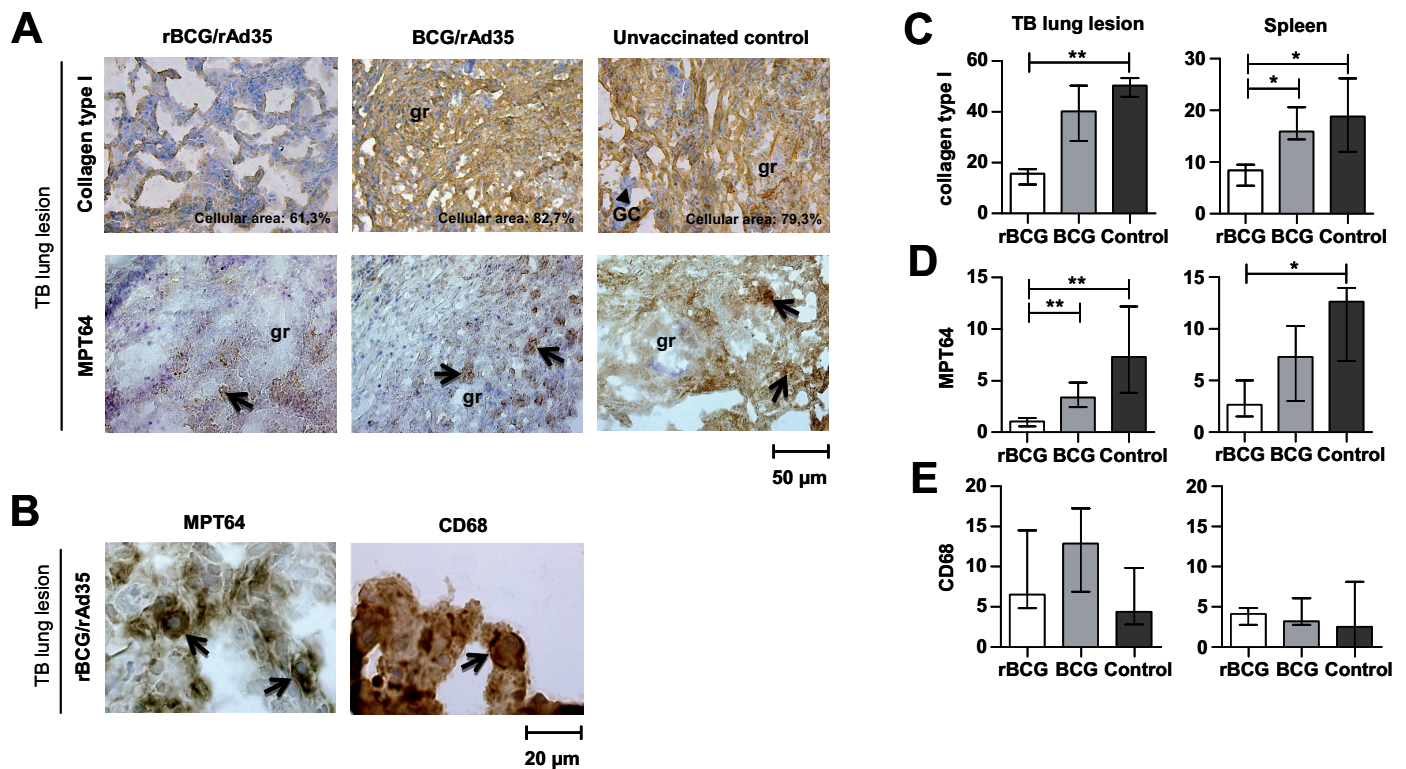 A
rBCG/rAd35
BCG/rAd35
Unvaccinated control
TB lung lesion
Collagen type I
gr
gr
GC
Cellular area: 61,3%
Cellular area: 82,7%
Cellular area: 79,3%
MPT64
gr
gr
gr
50 µm
B
MPT64
CD68
TB lung lesion
rBCG/rAd35
20 µm
C
TB lung lesion
Spleen
collagen type I
60
40
20
0
**
rBCG BCG Control
30
20
10
0
*
*
rBCG BCG Control
D
MPT64
15
10
5
0
**
**
rBCG BCG Control
15
10
5
0
*
rBCG BCG Control
E
CD68
20
15
10
5
0
rBCG BCG Control
20
15
10
5
0
rBCG BCG Control